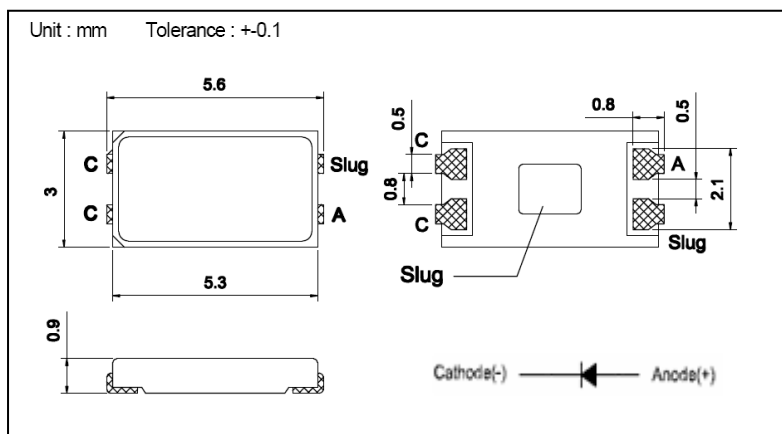 Unit : mm Tolerance : +-0.1
5.6
C
Slug
C
A
3
5.3
0.9
0.8
0.5
0.5
C
A
0.8
2.1
C
Slug
Slug
Cathode(-)
Anode(+)